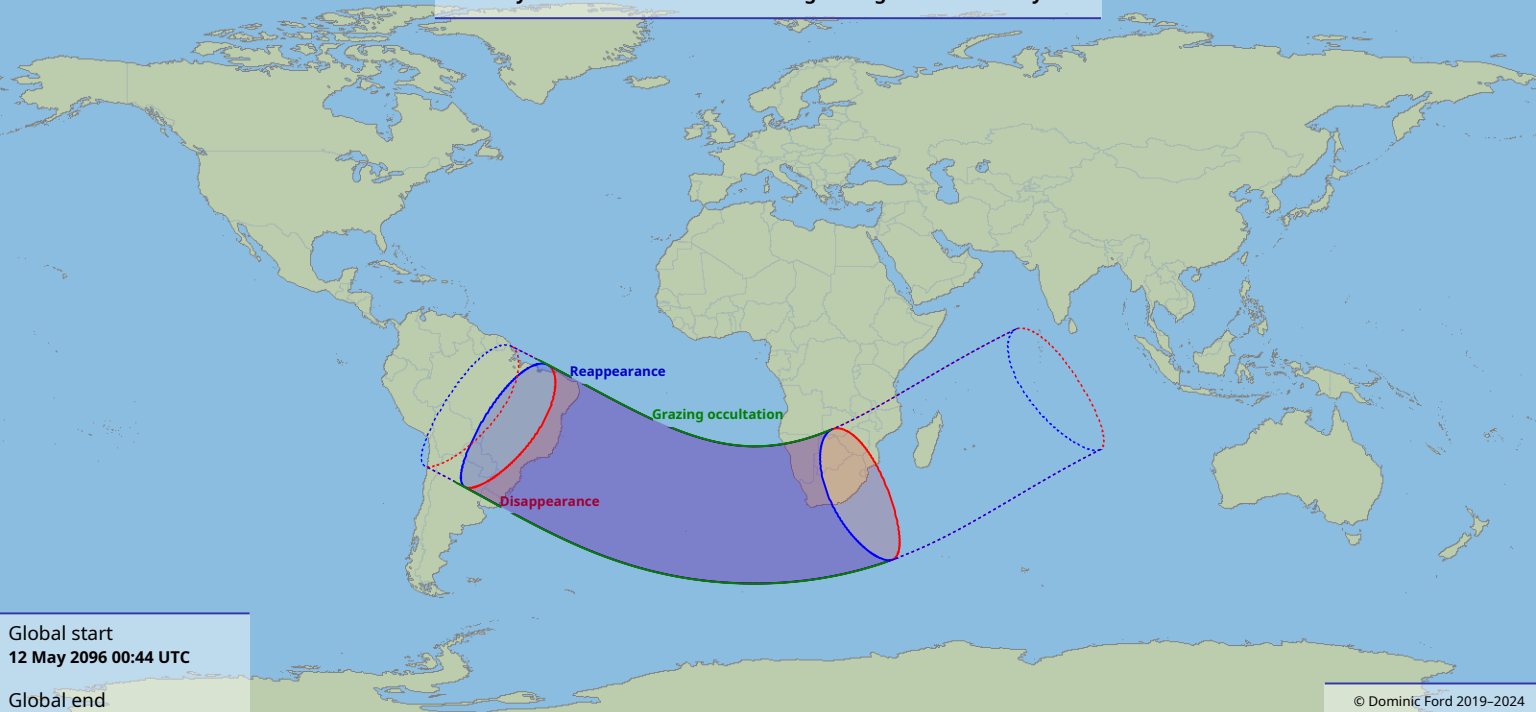 Reappearance
Grazing occultation
Disappearance
Global start
12 May 2096 00:44 UTC
Global end
© Dominic Ford 2019–2024